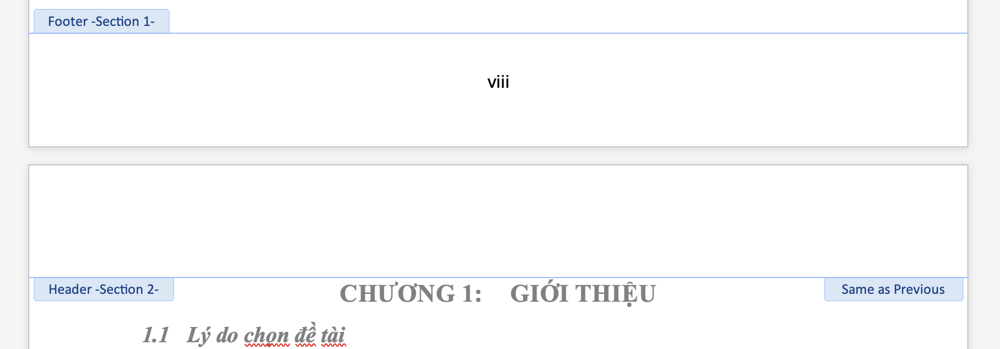 Footer -Section 1-
viii
Header -Section 2-
Same as Previous
CHƯƠNG 1: GIỚI THIỆU
1.1 Lý do chọn đề tài